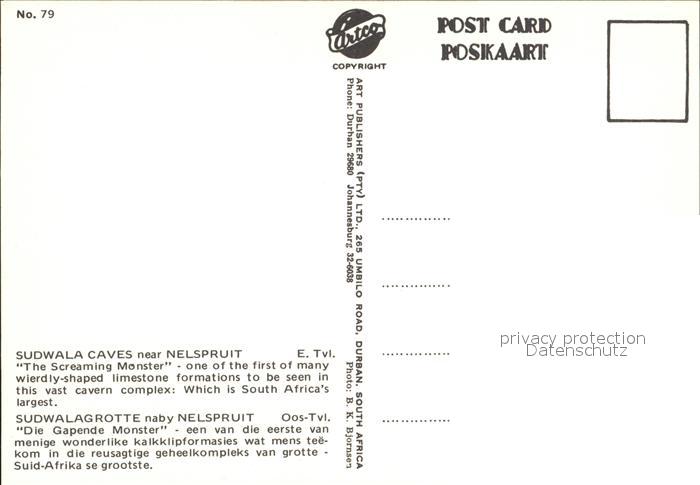 No. 79
Artco
COPYRIGHT
POST CARD
POSKAART
ART PUBLISHERS (PTY) LTD., 265 UMBILO ROAD, DURBAN, SOUTH AFRICA
Phone: Durban 29680 Johannesburg 32-6038 Photo: B. K. Bjornsen
privacy protection
Datenschutz
SUDWALA CAVES near NELSPRUIT E. Tvl.
"The Screaming Monster" - one of the first of many
wierdly-shaped limestone formations to be seen in
this vast cavern complex: Which is South Africa's
largest.
SUDWALAGROTTE naby NELSPRUIT Oos-Tvl.
"Die Gapende Monster" - een van die eerste van
menige wonderlike kalkklipformasies wat mens teë-
kom in die reusagtige geheelkompleks van grotte -
Suid-Afrika se grootste.